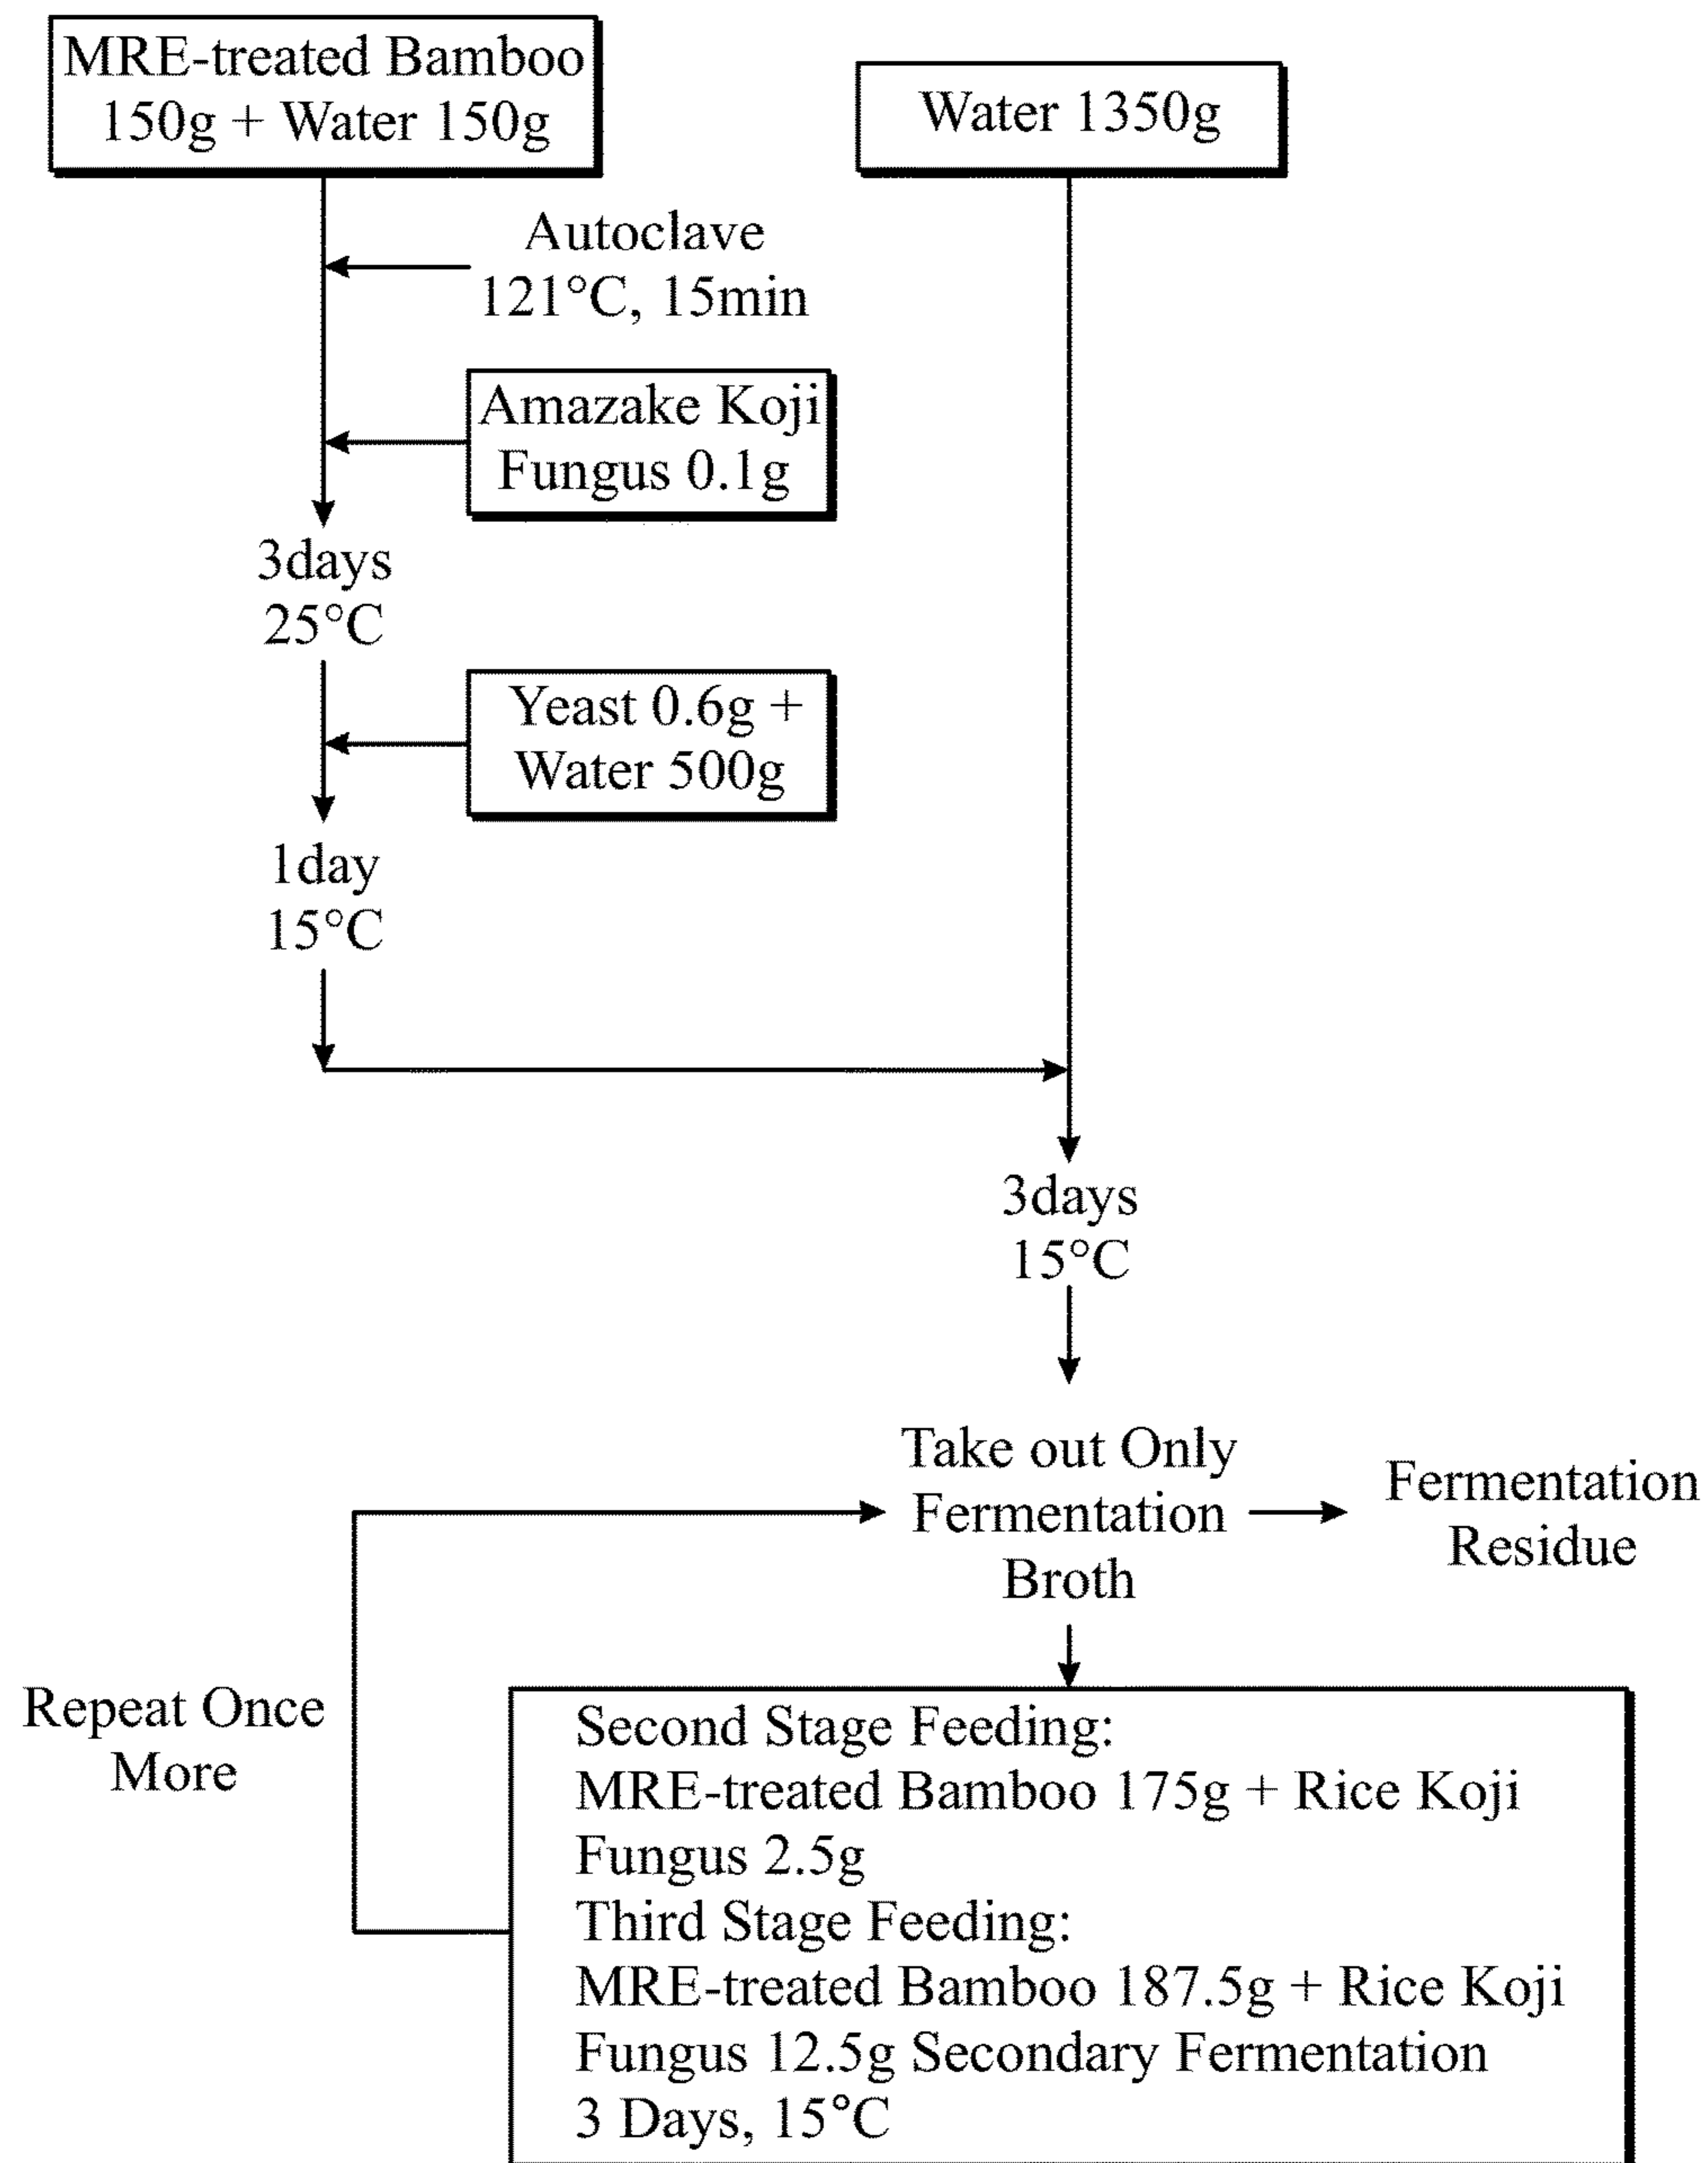 MRE-treated Bamboo
150g + Water 150g
Water 1350g
Autoclave
121°C, 15min
Amazake Koji
Fungus 0.1g
3days
25°C
Yeast 0.6g +
Water 500g
1day
15°C
3days
15°C
Take out Only
Fermentation
Broth
Fermentation
Residue
Repeat Once
More
Second Stage Feeding:
MRE-treated Bamboo 175g + Rice Koji
Fungus 2.5g
Third Stage Feeding:
MRE-treated Bamboo 187.5g + Rice Koji
Fungus 12.5g Secondary Fermentation
3 Days, 15°C